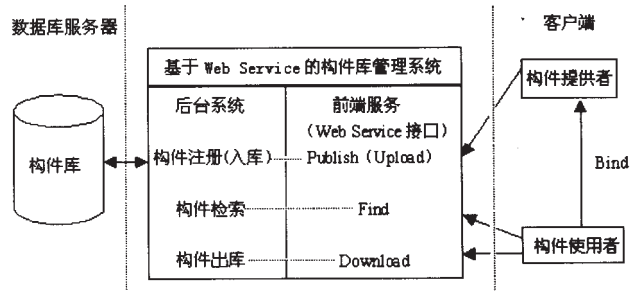 数据库服务器
客户端
基于 Web Service 的构件库管理系统
构件提供者
后台系统
前端服务
(Web Service 接口)
构件库
构件注册(入库)
Publish (Upload)
Bind
构件检索
Find
构件使用者
构件出库
Download